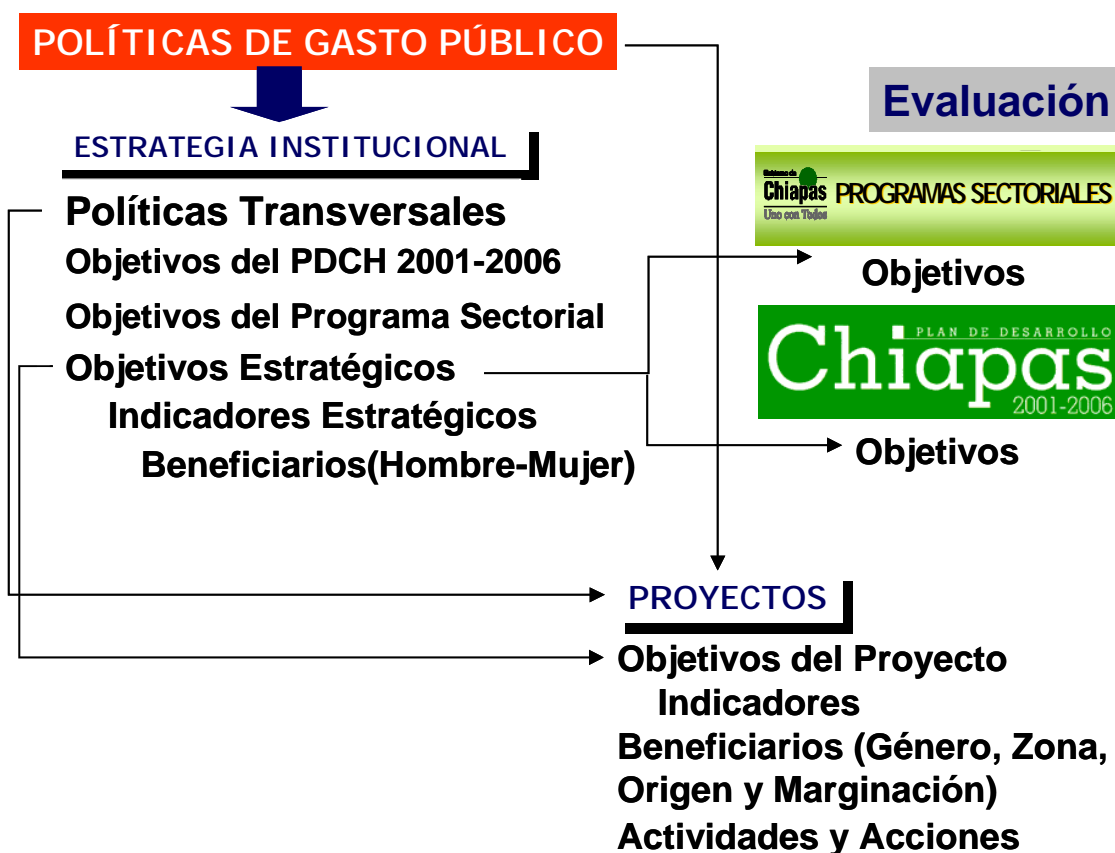 POLÍTICAS DE GASTO PÚBLICO
Evaluación
ESTRATEGIA INSTITUCIONAL
Políticas Transversales
Objetivos del PDCH 2001-2006
Objetivos del Programa Sectorial
Objetivos Estratégicos
Indicadores Estratégicos
Beneficiarios(Hombre-Mujer)
Gobierno de
Chiapas
Uno con Todos
PROGRAMAS SECTORIALES
Objetivos
PLAN DE DESARROLLO
Chiapas
2001-2006
Objetivos
PROYECTOS
Objetivos del Proyecto
Indicadores
Beneficiarios (Género, Zona,
Origen y Marginación)
Actividades y Acciones